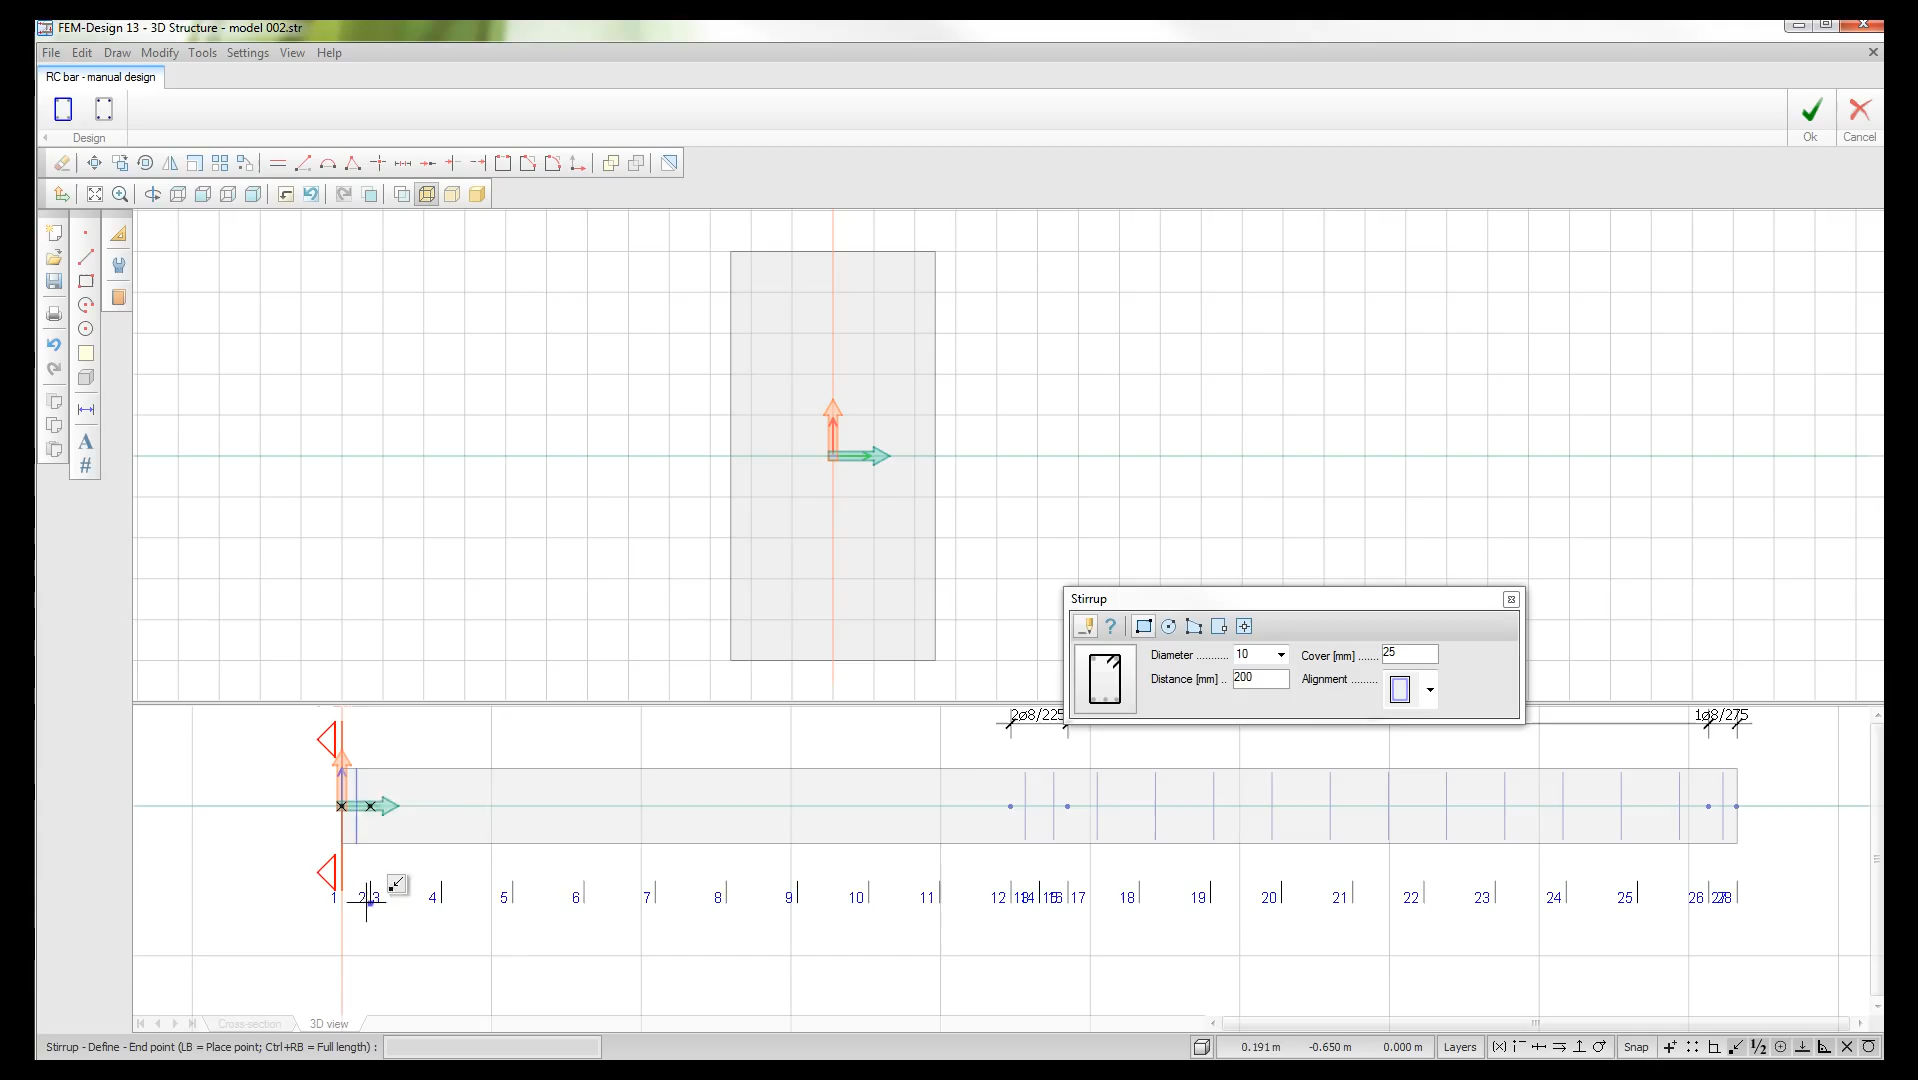 FEM-Design 13 - 3D Structure - model 002.str
File Edit Draw Modify Tools Settings View Help
RC bar - manual design
Design
Ok Cancel
Stirrup
Diameter ........... 10 Cover [mm] ....... 25
Distance [mm] .. 200 Alignment .........
2ø8/225 1ø8/275
1 2 3 4 5 6 7 8 9 10 11 12 14 16 17 18 19 20 21 22 23 24 25 26 28
Cross-section 3D view
Stirrup - Define - End point (LB = Place point; Ctrl+RB = Full length) :
0.191 m -0.650 m 0.000 m Layers Snap